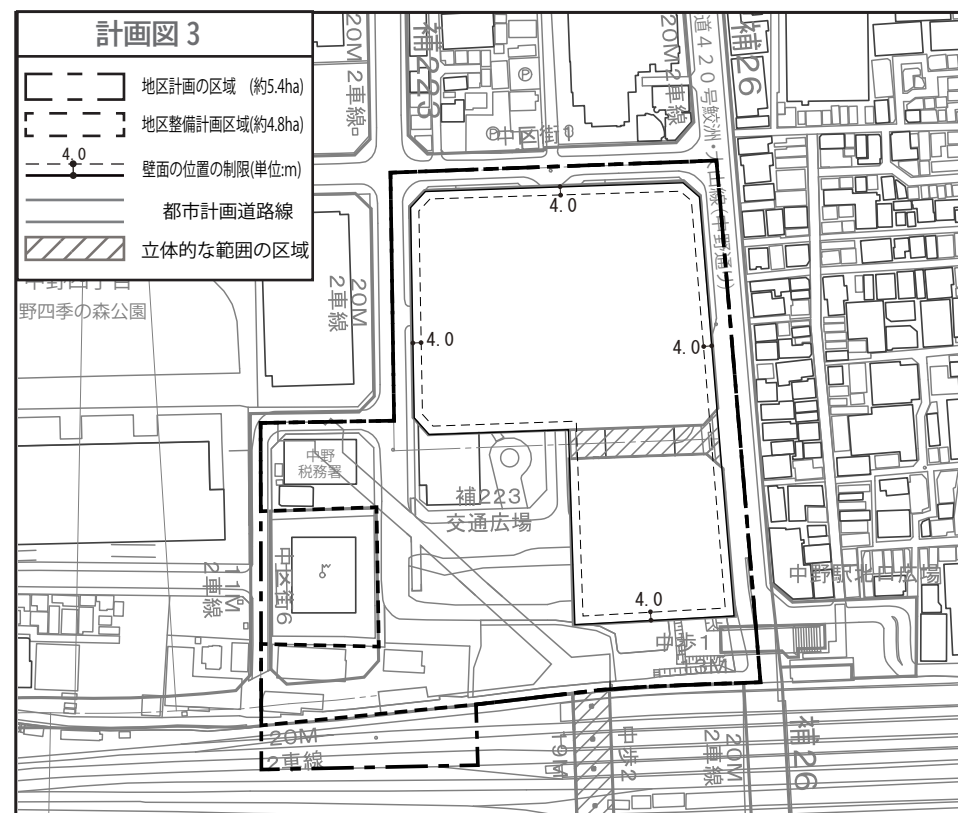 計画図 3
地区計画の区域 (約5.4ha)
地区整備計画区域(約4.8ha)
4.0
壁面の位置の制限(単位:m)
都市計画道路線
立体的な範囲の区域
20M
2車線
補223
20M
2車線
補26
中区街1
4.0
野四季の森公園
20M
2車線
4.0
4.0
中野
税務署
補223
交通広場
中区街6
11M
2車線
中野駅北口広場
4.0
中歩1
20M
2車線
19M
中歩2
20M
2車線
補26